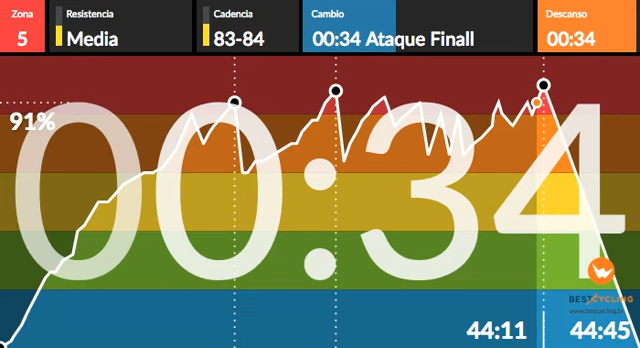 Zona
5
Resistencia
Media
Cadencia
83-84
Cambio
00:34 Ataque Finall
Descanso
00:34
91%
00:34
BESTCYCLING
www.bestcycling.tv
44:11
44:45